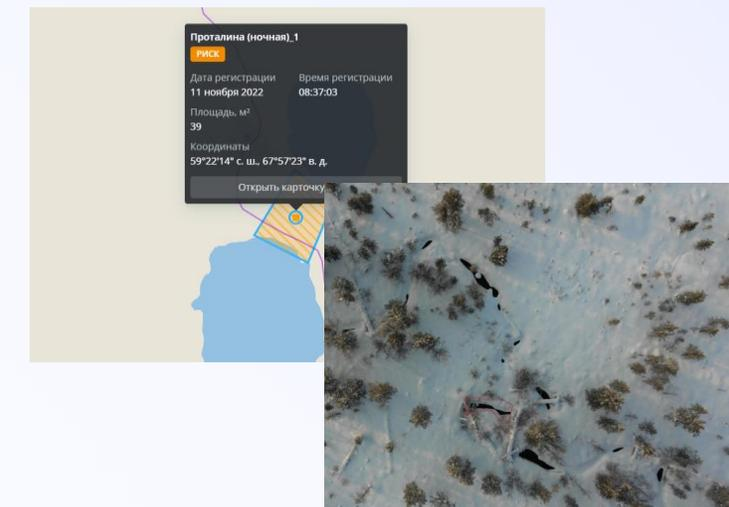 Проталина (ночная)_1
РИСК
Дата регистрации Время регистрации
11 ноября 2022 08:37:03
Площадь, м²
39
Координаты
59°22'14" с. ш., 67°57'23" в. д.
Открыть карточку